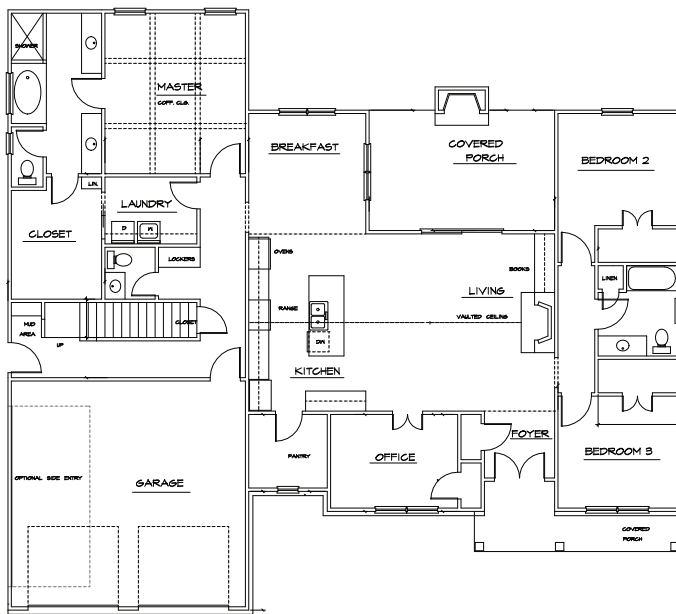 SHOWER
MASTER
COFF. CLG.
BREAKFAST
COVERED
PORCH
BEDROOM 2
LIN.
LAUNDRY
CLOSET
D
W
LOCKERS
OVENS
BOOKS
LINEN
LIVING
RANGE
VAULTED CEILING
MUD
AREA
CLOSET
UP
DW
KITCHEN
FOYER
PANTRY
OFFICE
BEDROOM 3
OPTIONAL SIDE ENTRY
GARAGE
COVERED
PORCH